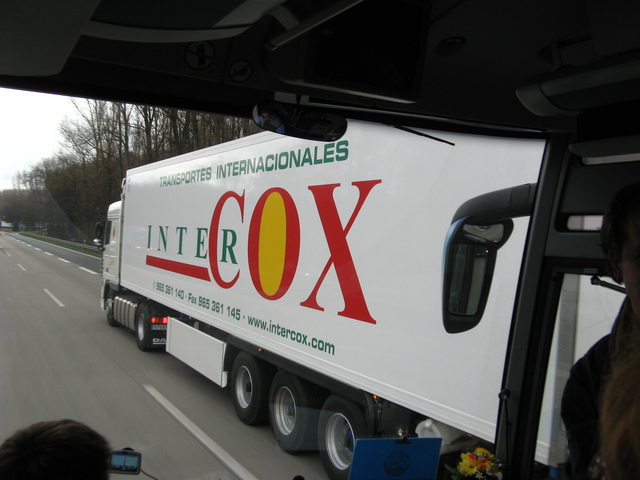 TRANSPORTES INTERNACIONALES
INTERCOX
( 965 361 140 · Fax 965 361 145 · www.intercox.com